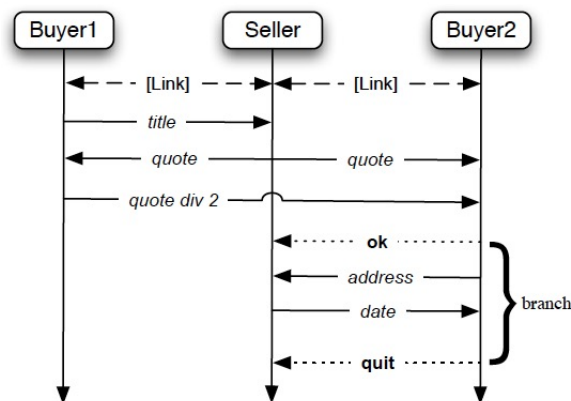 Buyer1 Seller Buyer2
[Link] [Link]
title
quote quote
quote div 2
ok
address
branch
date
quit